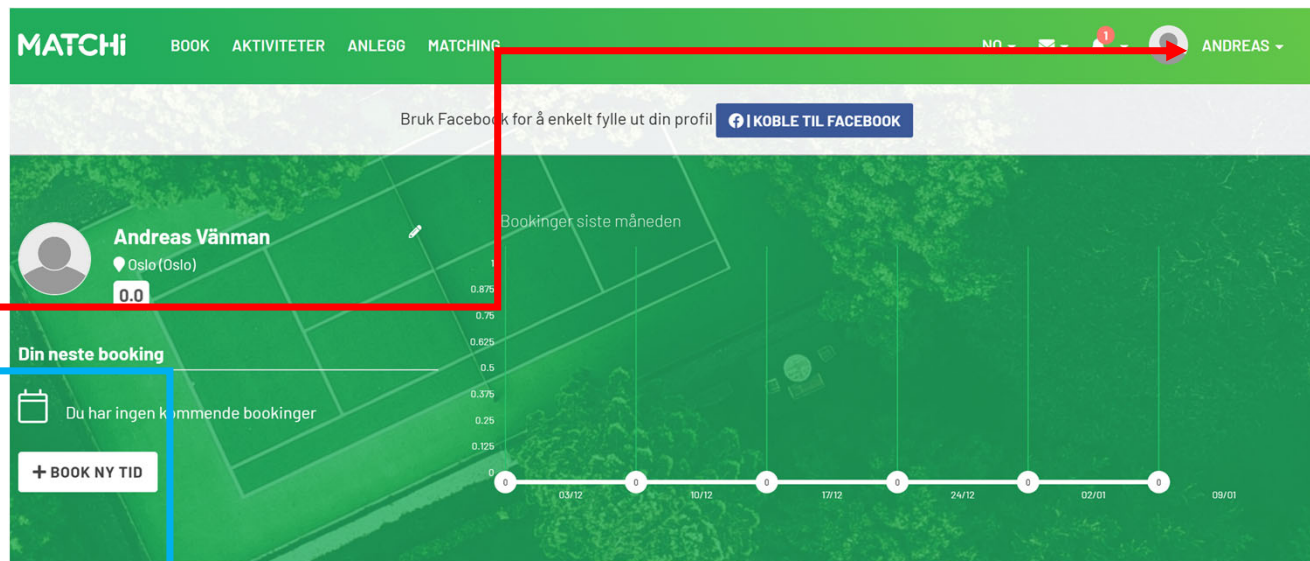 MATCHi BOOK AKTIVITETER ANLEGG MATCHING NO 1 ANDREAS
Bruk Facebook for å enkelt fylle ut din profil | KOBLE TIL FACEBOOK
Andreas Vänman
Oslo (Oslo)
0.0
Din neste booking
Du har ingen kommende bookinger
+ BOOK NY TID
Bookinger siste måneden
1
0.875
0.75
0.625
0.5
0.375
0.25
0.125
0
0 0 0 0 0 0
03/12 10/12 17/12 24/12 02/01 09/01